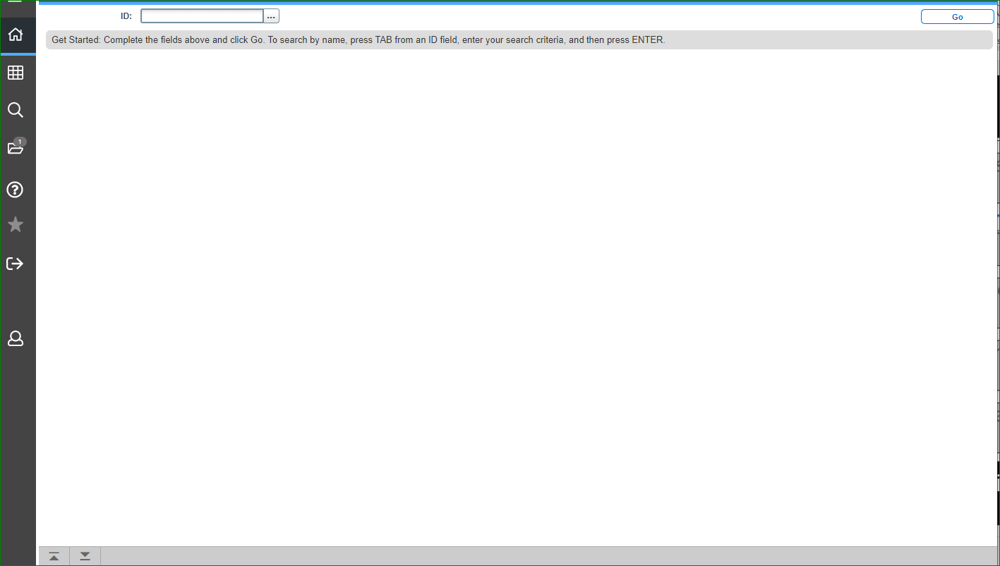 ID:
...
Go
Get Started: Complete the fields above and click Go. To search by name, press TAB from an ID field, enter your search criteria, and then press ENTER.
1
?